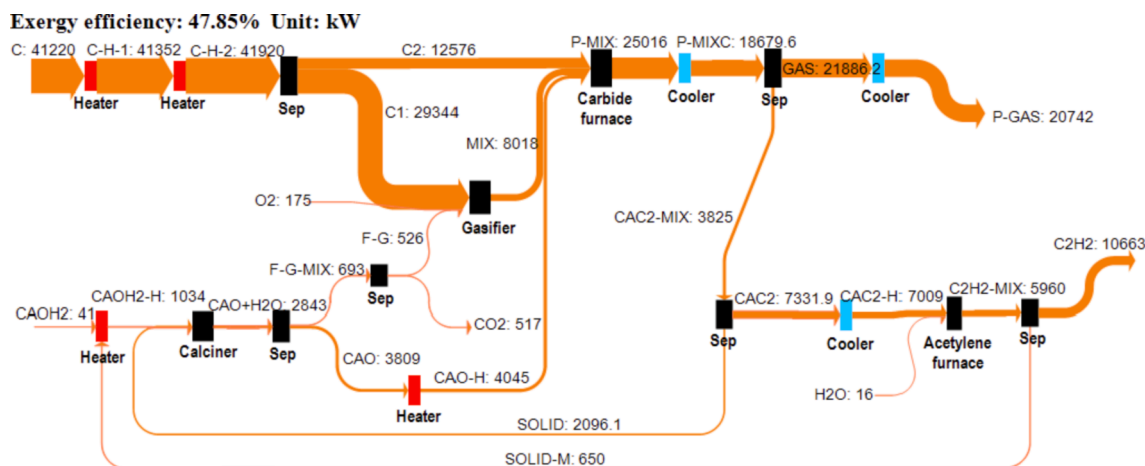 Exergy efficiency: 47.85%  Unit: kW
C: 41220
C-H-1: 41352
C-H-2: 41920
C2: 12576
P-MIX: 25016
P-MIXC: 18679.6
GAS: 21886.2
Heater
Heater
Sep
Carbide
furnace
Cooler
Sep
Cooler
C1: 29344
P-GAS: 20742
MIX: 8018
O2: 175
Gasifier
CAC2-MIX: 3825
F-G: 526
C2H2: 10663
F-G-MIX: 693
Sep
CAOH2-H: 1034
CAO+H2O: 2843
CAC2: 7331.9
CAC2-H: 7009
C2H2-MIX: 5960
CAOH2: 41
CO2: 517
Heater
Calciner
Sep
Sep
Cooler
Acetylene
furnace
Sep
CAO: 3809
CAO-H: 4045
H2O: 16
Heater
SOLID: 2096.1
SOLID-M: 650